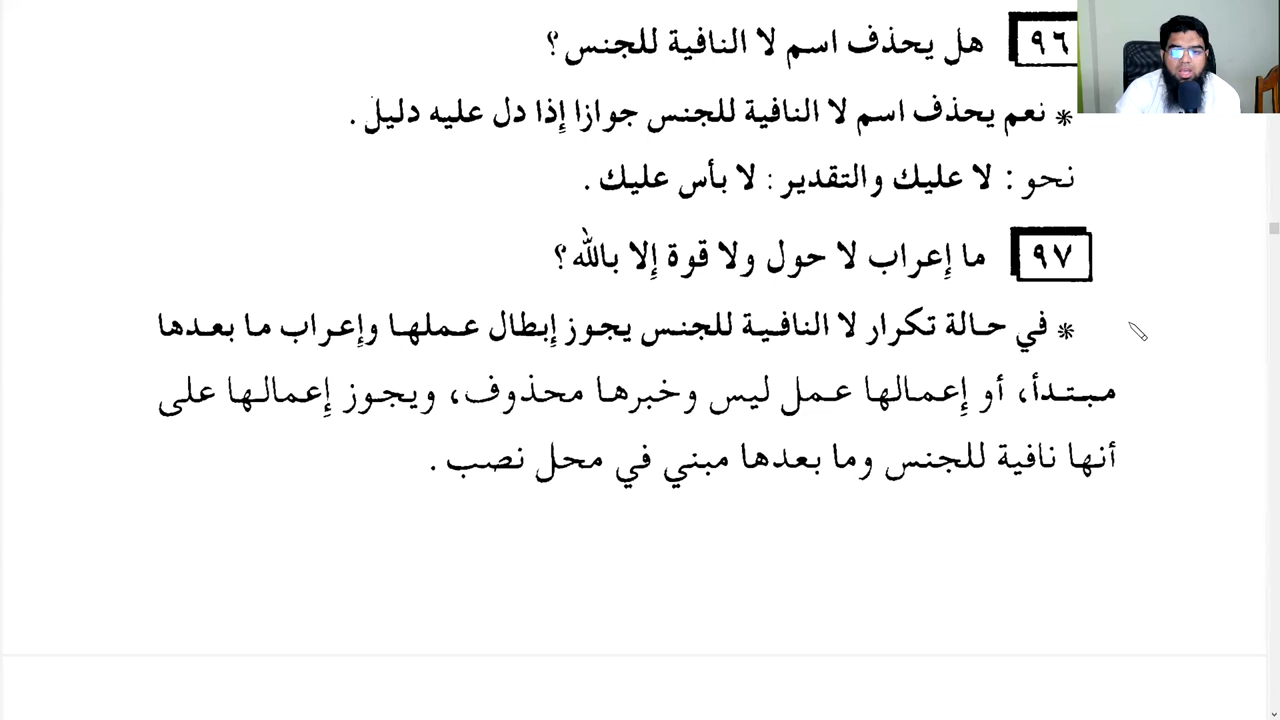 ٩٦ هل يحذف اسم لا النافية للجنس؟
* نعم يحذف اسم لا النافية للجنس جوازا إذا دل عليه دليل .
نحو : لا عليك والتقدير : لا بأس عليك .
٩٧ ما إعراب لا حول ولا قوة إلا بالله؟
* في حالة تكرار لا النافية للجنس يجوز إبطال عملها وإعراب ما بعدها
مبتدأ، أو إعمالها عمل ليس وخبرها محذوف، ويجوز إعمالها على
أنها نافية للجنس وما بعدها مبني في محل نصب .